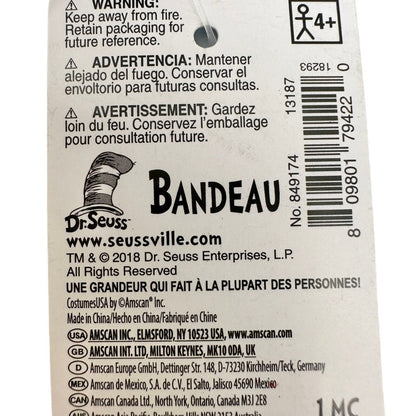 ⚠ WARNING:
Keep away from fire.
Retain packaging for
future reference.
⚠ ADVERTENCIA: Mantener
alejado del fuego. Conservar el
envoltorio para futuras consultas.
⚠ AVERTISSEMENT: Gardez
loin du feu. Conservez l'emballage
pour consultation future.
4+
18293
13187
No. 849174
8 09801 79422 0
Dr. Seuss
BANDEAU
www.seussville.com
TM & © 2018 Dr. Seuss Enterprises, L.P.
All Rights Reserved
UNE GRANDEUR QUI FAIT À LA PLUPART DES PERSONNES!
CostumesUSA by ©Amscan® Inc.
Made in China/Hecho en China/Fabriqué en Chine
USA AMSCAN INC., ELMSFORD, NY 10523 USA, www.amscan.com
GB AMSCAN INT. LTD, MILTON KEYNES, MK10 0DA, UK
D Amscan Europe GmbH, Dettinger Str. 148, D-73230 Kirchheim/Teck, Germany
MEX Amscan de México, S.A. de C.V., El Salto, Jalisco 45690 Mexico
CAN Amscan Canada Ltd., North York, Ontario, Canada M3J 2E8
1 MC